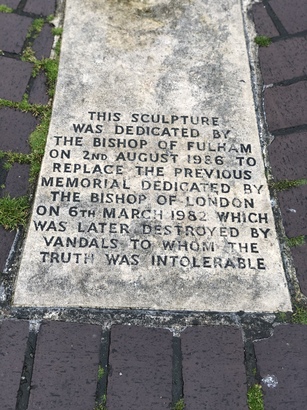 THIS SCULPTURE
WAS DEDICATED BY
THE BISHOP OF FULHAM
ON 2ND AUGUST 1986 TO
REPLACE THE PREVIOUS
MEMORIAL DEDICATED BY
THE BISHOP OF LONDON
ON 6TH MARCH 1982 WHICH
WAS LATER DESTROYED BY
VANDALS TO WHOM THE
TRUTH WAS INTOLERABLE